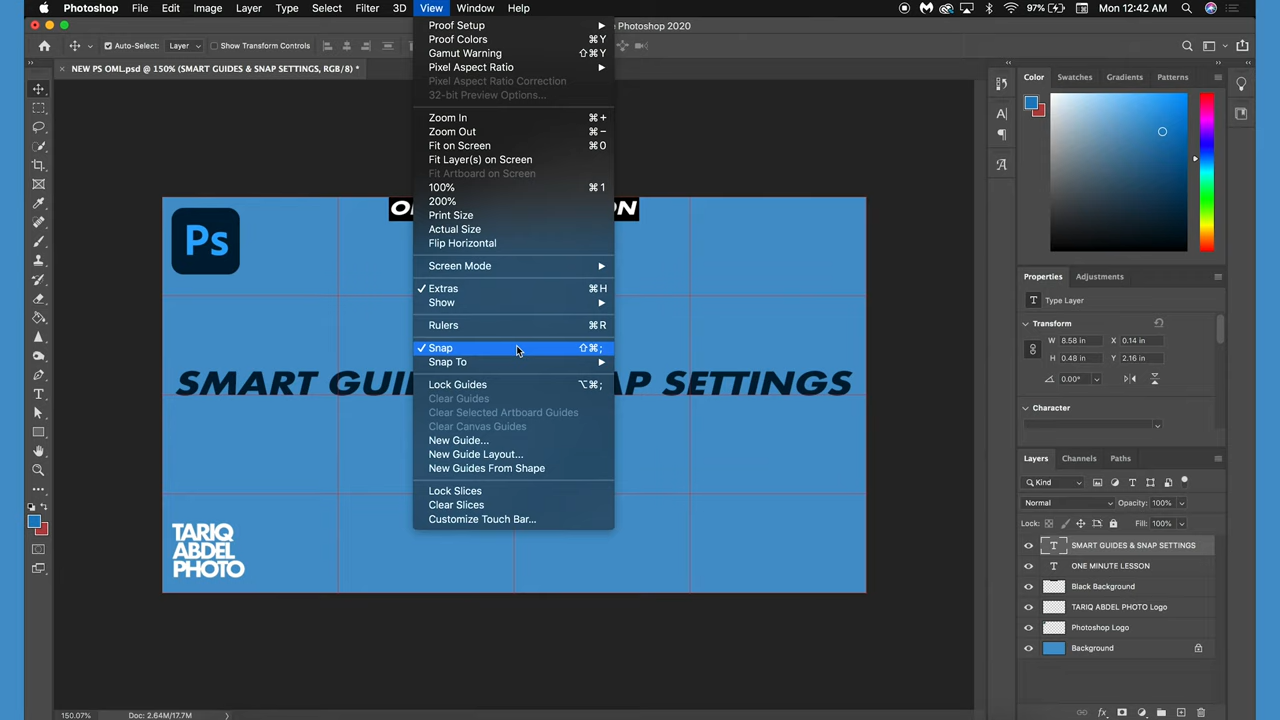 Photoshop File Edit Image Layer Type Select Filter 3D View Window Help 97% Mon 12:42 AM
Photoshop 2020
Auto-Select: Layer Show Transform Controls
× NEW PS OML.psd @ 150% (SMART GUIDES & SNAP SETTINGS, RGB/8) *
Proof Setup
Proof Colors ⌘Y
Gamut Warning ⇧⌘Y
Pixel Aspect Ratio
Pixel Aspect Ratio Correction
32-bit Preview Options...
Zoom In ⌘+
Zoom Out ⌘−
Fit on Screen ⌘0
Fit Layer(s) on Screen
Fit Artboard on Screen
100% ⌘1
200%
Print Size
Actual Size
Flip Horizontal
Screen Mode
✓ Extras ⌘H
Show
Rulers ⌘R
✓ Snap ⇧⌘;
Snap To
Lock Guides ⌥⌘;
Clear Guides
Clear Selected Artboard Guides
Clear Canvas Guides
New Guide...
New Guide Layout...
New Guides From Shape
Lock Slices
Clear Slices
Customize Touch Bar...
Ps
SMART GUI AP SETTINGS
TARIQ
ABDEL
PHOTO
Color Swatches Gradients Patterns
Properties Adjustments
T Type Layer
Transform
W 8.58 in X 0.14 in
H 0.48 in Y 2.16 in
0.00°
Character
Layers Channels Paths
Kind
Normal Opacity: 100%
Lock: Fill: 100%
T SMART GUIDES & SNAP SETTINGS
T ONE MINUTE LESSON
Black Background
TARIQ ABDEL PHOTO Logo
Photoshop Logo
Background
150.07% Doc: 2.64M/17.7M